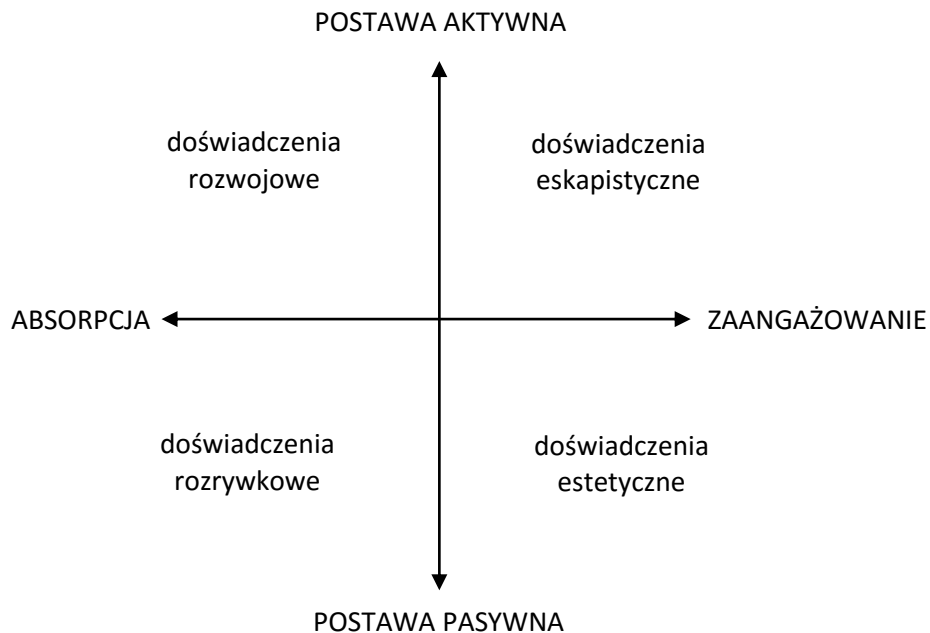 POSTAWA AKTYWNA
doświadczenia
rozwojowe
doświadczenia
eskapistyczne
ABSORPCJA
ZAANGAŻOWANIE
doświadczenia
rozrywkowe
doświadczenia
estetyczne
POSTAWA PASYWNA